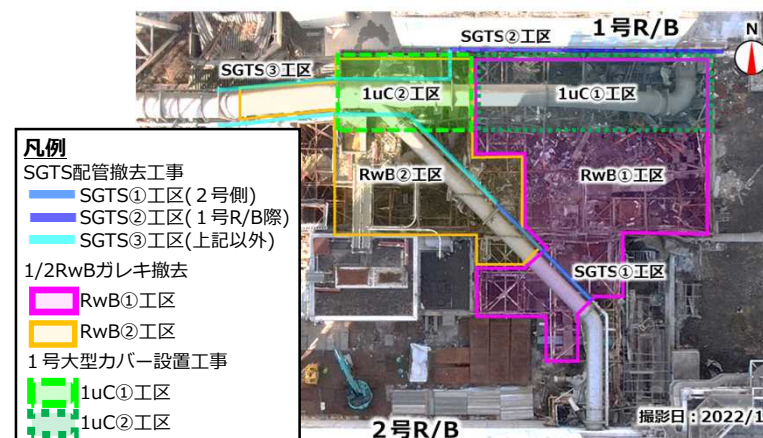 SGTS②工区
1号R/B
N
SGTS③工区
1uC②工区
1uC①工区
RwB②工区
RwB①工区
SGTS①工区
凡例
SGTS配管撤去工事
SGTS①工区(２号側)
SGTS②工区(１号R/B際)
SGTS③工区(上記以外)
1/2RwBガレキ撤去
RwB①工区
RwB②工区
１号大型カバー設置工事
1uC①工区
1uC②工区
2号R/B
撮影日：2022/1